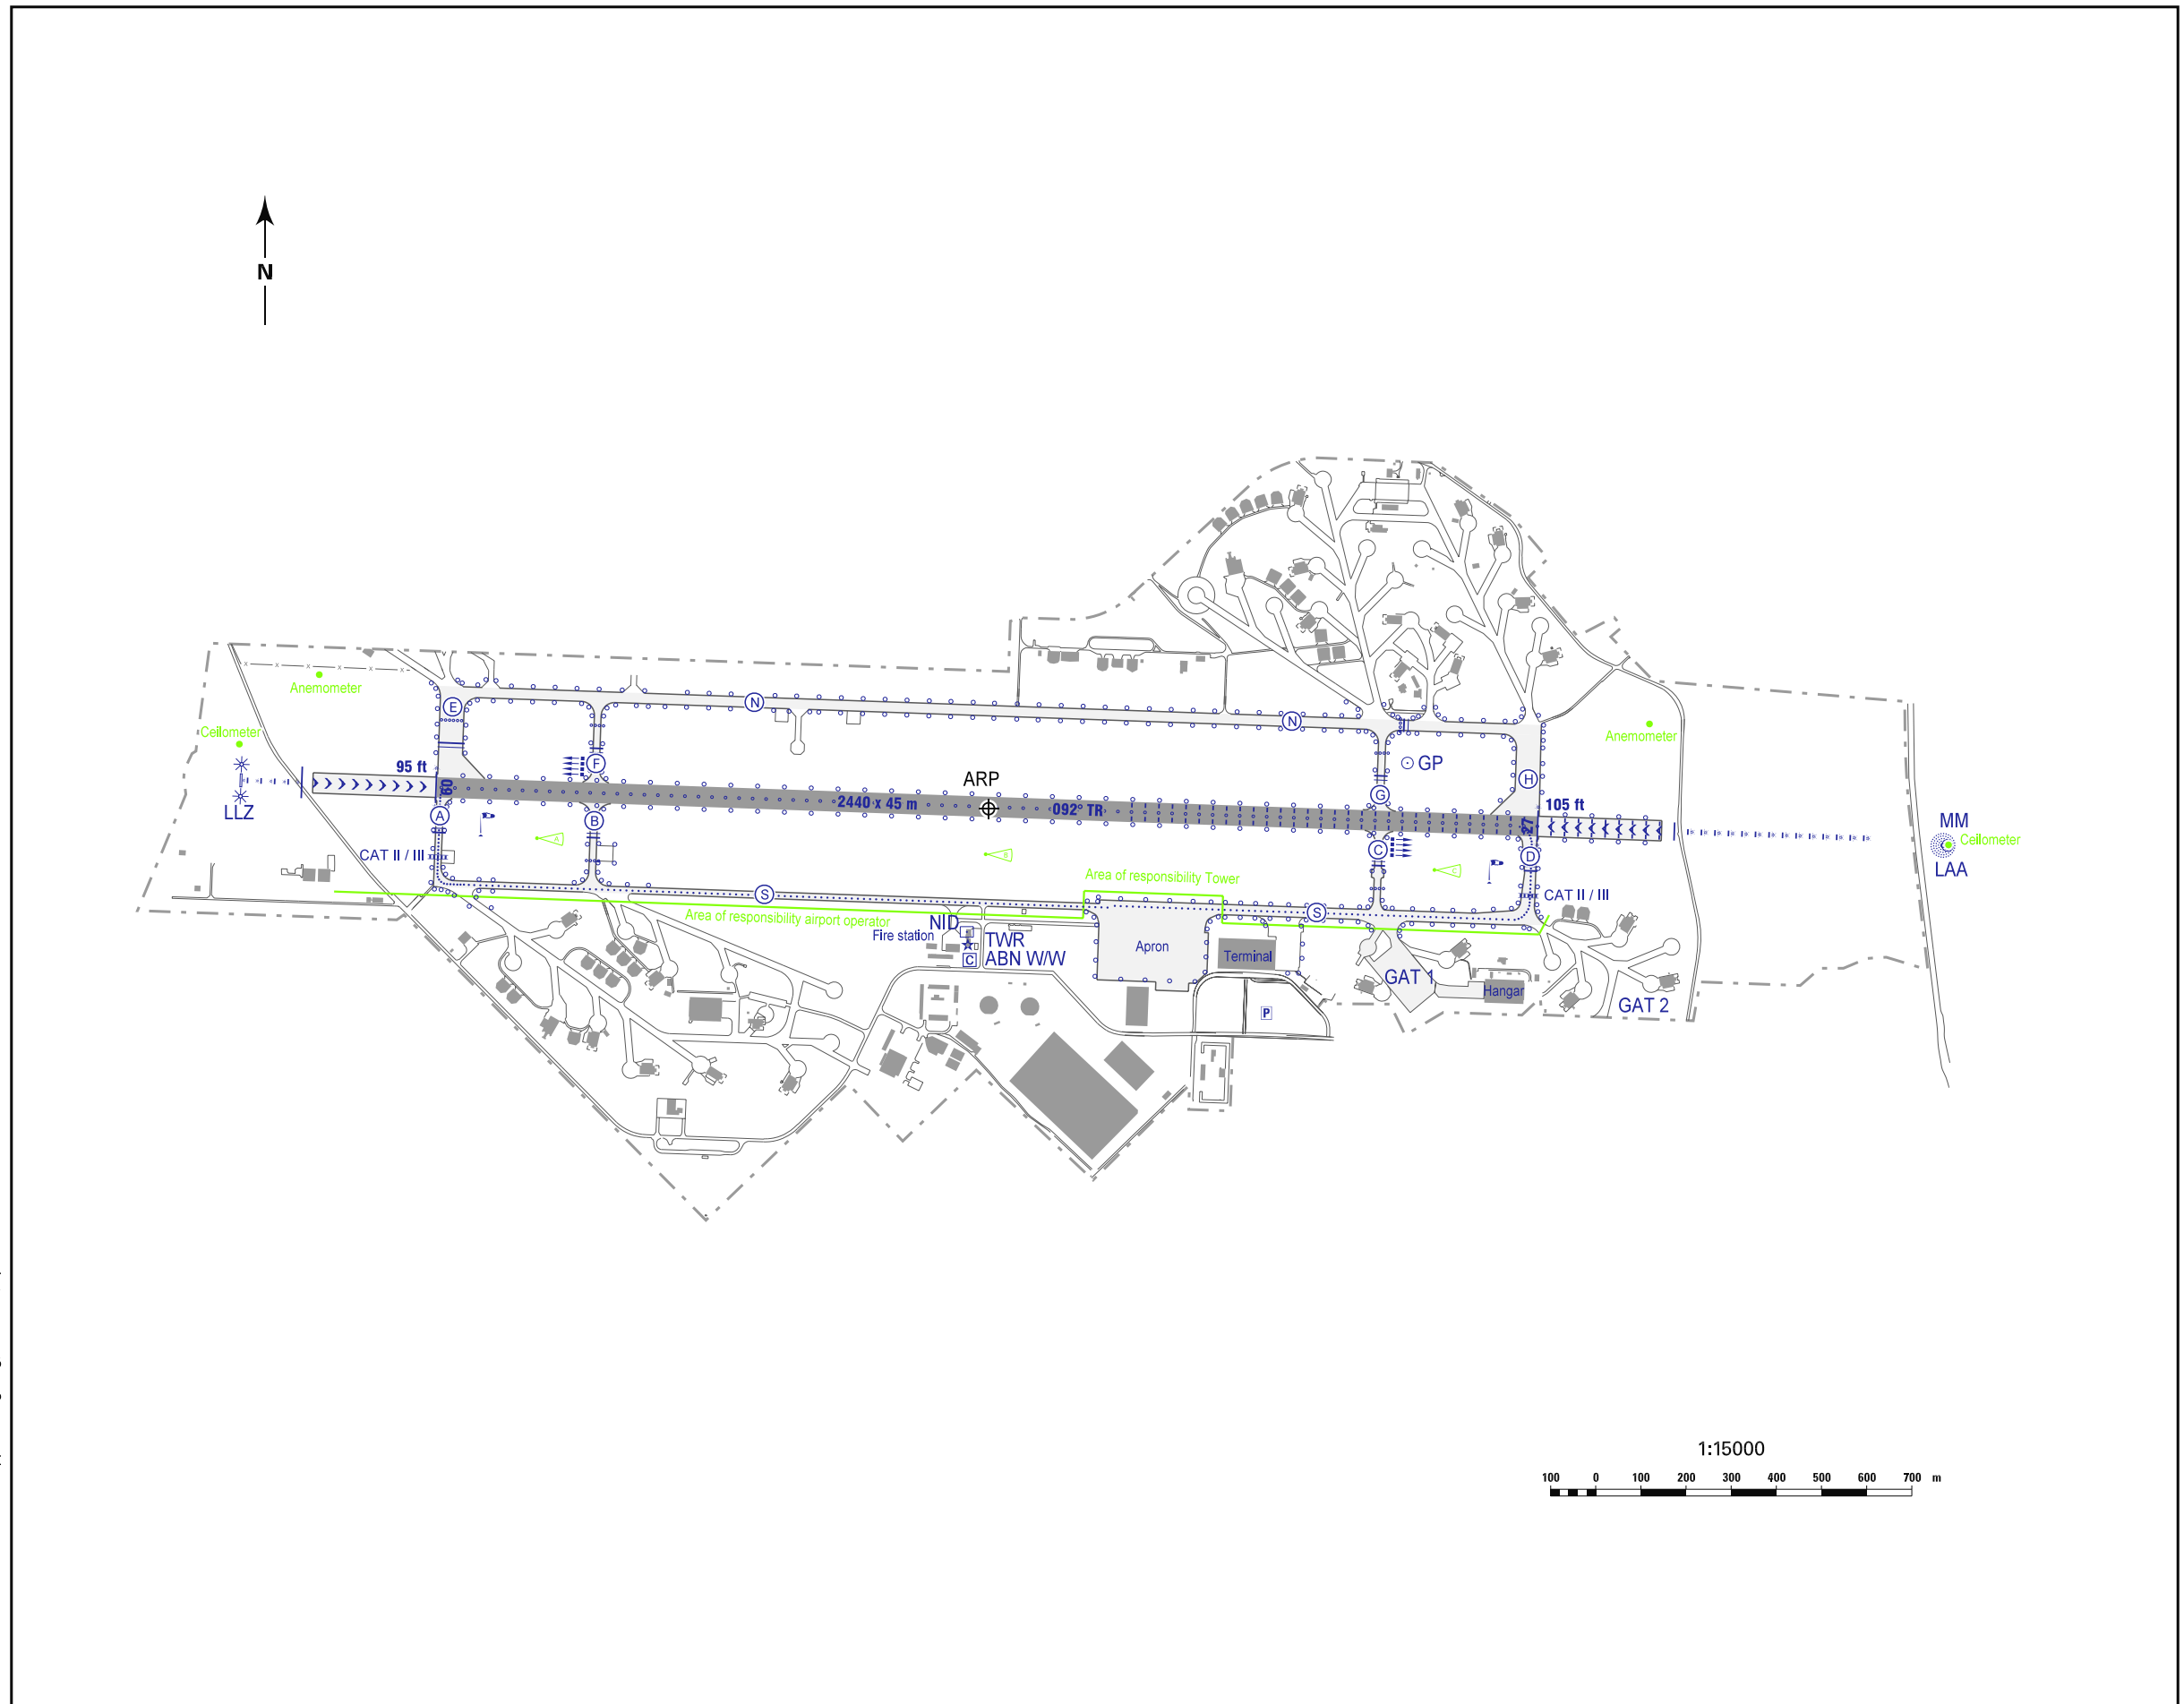 N
Anemometer
E
N
N
Anemometer
Ceilometer
95 ft
F
GP
H
ARP
LLZ
09
2440 x 45 m
092° TR
G
27
105 ft
MM
A
B
A
B
C
C
D
Ceilometer
LAA
CAT II / III
Area of responsibility Tower
CAT II / III
S
S
Area of responsibility airport operator
NID
Fire station
TWR
C
ABN W/W
Apron
Terminal
GAT 1
Hangar
GAT 2
P
1:15000
100 0 100 200 300 400 500 600 700 m